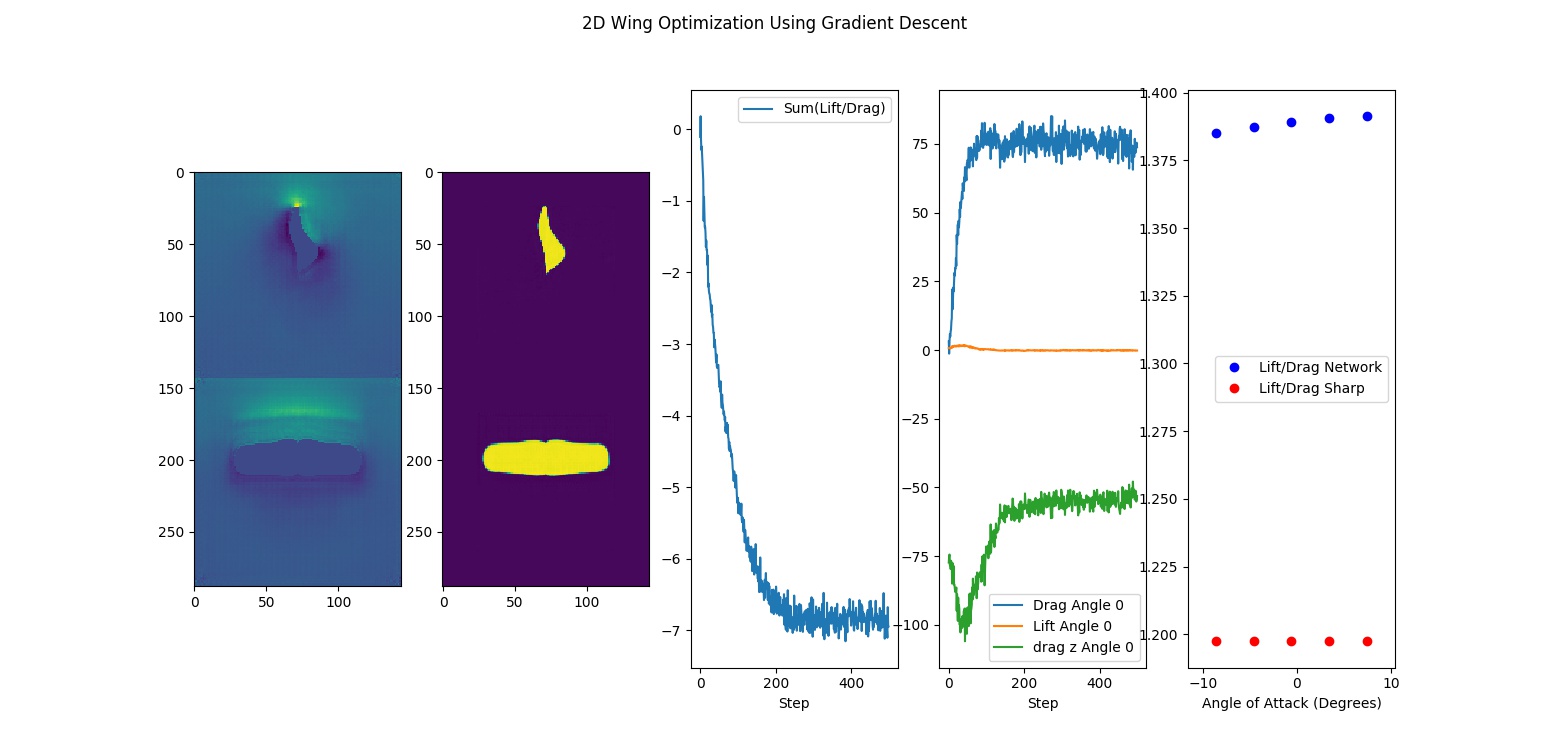 2D Wing Optimization Using Gradient Descent
0
50
100
150
200
250
0 50 100
0
50
100
150
200
250
0 50 100
Sum(Lift/Drag)
0
−1
−2
−3
−4
−5
−6
−7
0 200 400
Step
75
50
25
0
−25
−50
−75
−100
Drag Angle 0
Lift Angle 0
drag z Angle 0
0 200 400
Step
1.400
1.375
1.350
1.325
1.300
1.275
1.250
1.225
1.200
Lift/Drag Network
Lift/Drag Sharp
−10 0 10
Angle of Attack (Degrees)